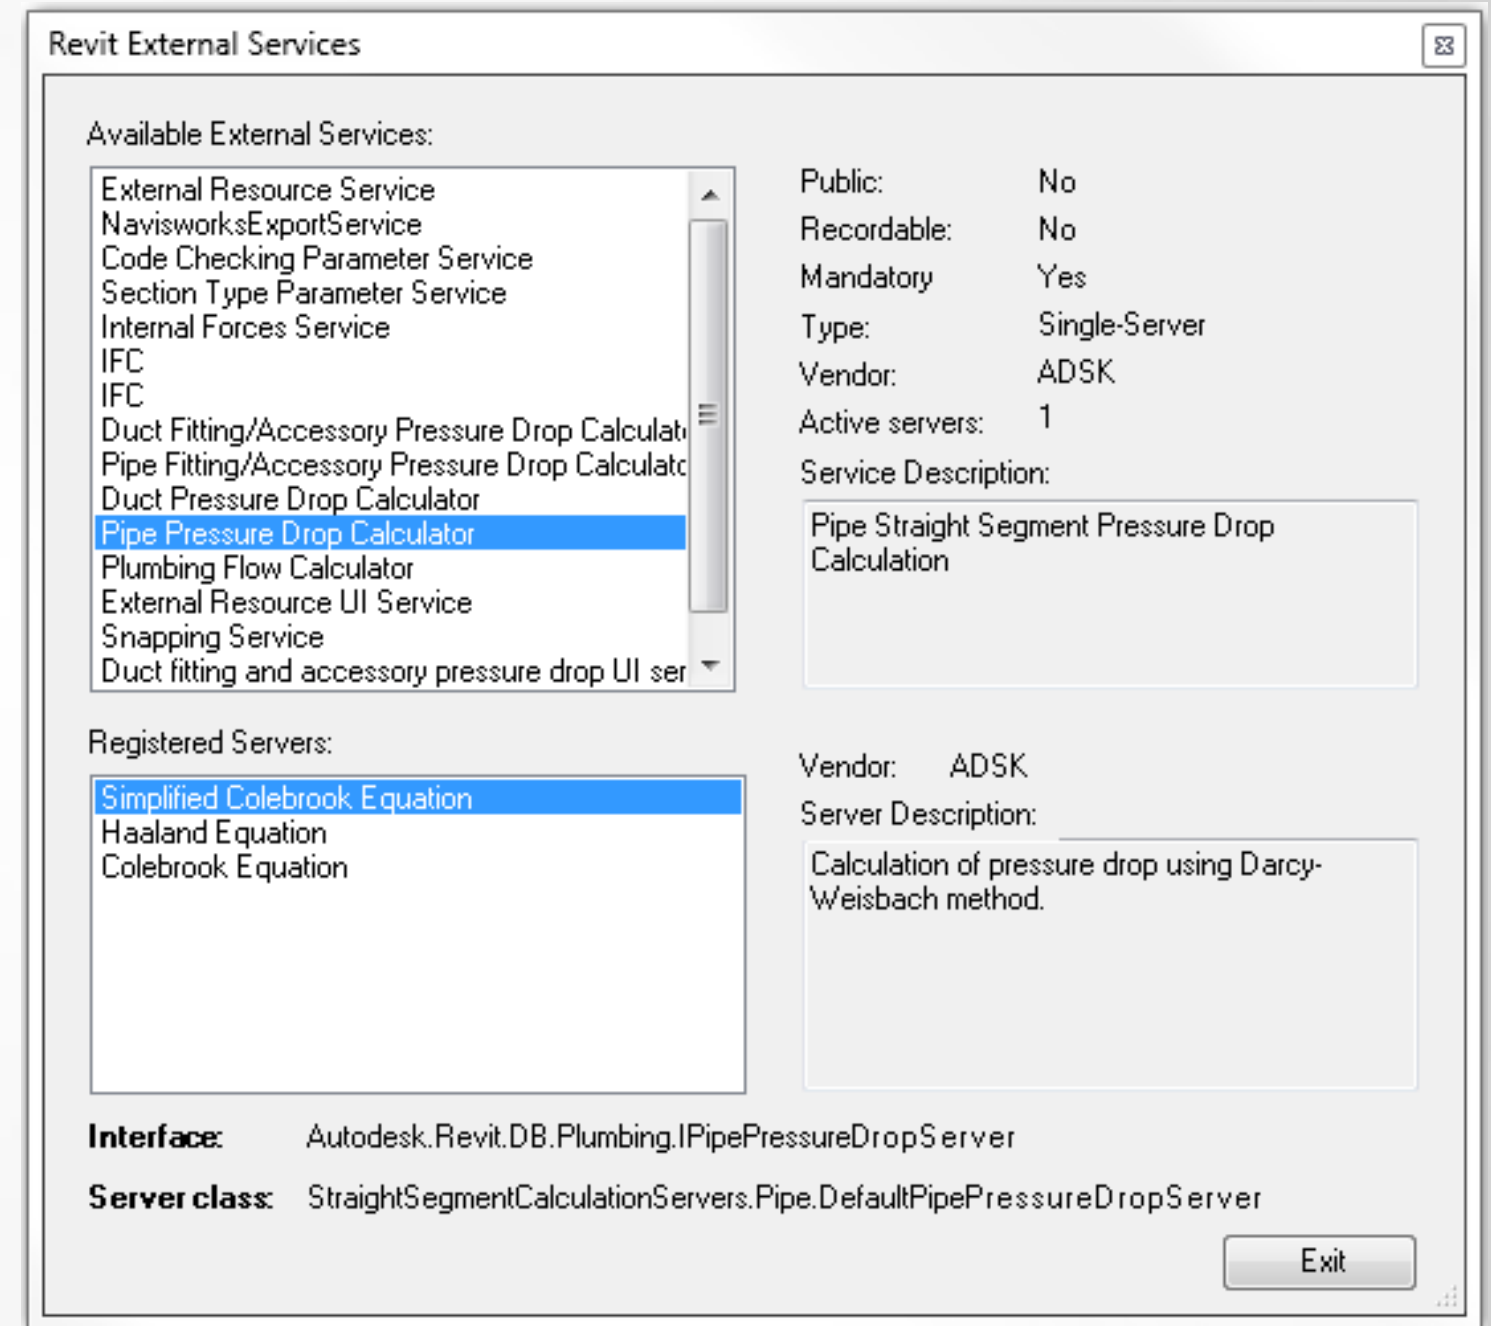 Revit External Services
Available External Services:
External Resource Service
NavisworksExportService
Code Checking Parameter Service
Section Type Parameter Service
Internal Forces Service
IFC
IFC
Duct Fitting/Accessory Pressure Drop Calculat
Pipe Fitting/Accessory Pressure Drop Calculatc
Duct Pressure Drop Calculator
Pipe Pressure Drop Calculator
Plumbing Flow Calculator
External Resource UI Service
Snapping Service
Duct fitting and accessory pressure drop UI ser
Public: No
Recordable: No
Mandatory Yes
Type: Single-Server
Vendor: ADSK
Active servers: 1
Service Description:
Pipe Straight Segment Pressure Drop
Calculation
Registered Servers:
Simplified Colebrook Equation
Haaland Equation
Colebrook Equation
Vendor: ADSK
Server Description:
Calculation of pressure drop using Darcy-
Weisbach method.
Interface: Autodesk.Revit.DB.Plumbing.IPipePressureDropServer
Server class: StraightSegmentCalculationServers.Pipe.DefaultPipePressureDropServer
Exit